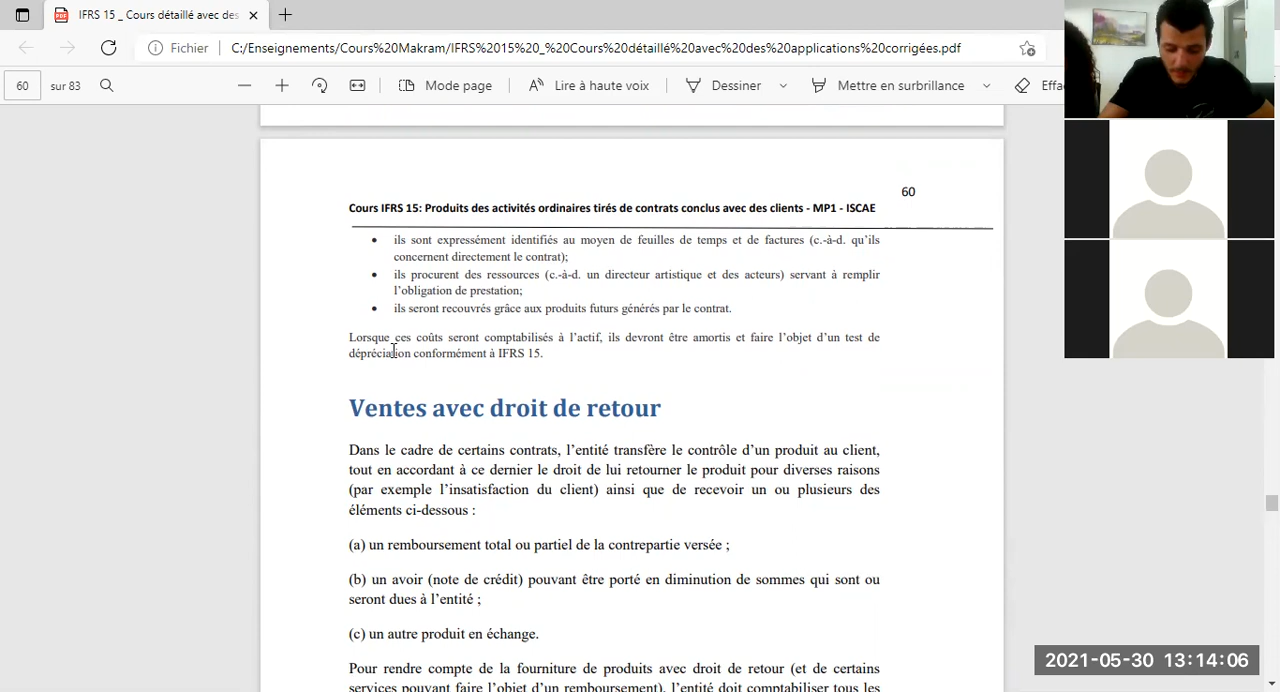 IFRS 15 _ Cours détaillé avec des
Fichier
C:/Enseignements/Cours%20Makram/IFRS%2015%20_%20Cours%20détaillé%20avec%20des%20applications%20corrigées.pdf
60 sur 83
Mode page
Lire à haute voix
Dessiner
Mettre en surbrillance
Effa
60
Cours IFRS 15: Produits des activités ordinaires tirés de contrats conclus avec des clients - MP1 - ISCAE
• ils sont expressément identifiés au moyen de feuilles de temps et de factures (c.-à-d. qu’ils
concernent directement le contrat);
• ils procurent des ressources (c.-à-d. un directeur artistique et des acteurs) servant à remplir
l’obligation de prestation;
• ils seront recouvrés grâce aux produits futurs générés par le contrat.
Lorsque ces coûts seront comptabilisés à l’actif, ils devront être amortis et faire l’objet d’un test de
dépréciation conformément à IFRS 15.
Ventes avec droit de retour
Dans le cadre de certains contrats, l’entité transfère le contrôle d’un produit au client,
tout en accordant à ce dernier le droit de lui retourner le produit pour diverses raisons
(par exemple l’insatisfaction du client) ainsi que de recevoir un ou plusieurs des
éléments ci-dessous :
(a) un remboursement total ou partiel de la contrepartie versée ;
(b) un avoir (note de crédit) pouvant être porté en diminution de sommes qui sont ou
seront dues à l’entité ;
(c) un autre produit en échange.
Pour rendre compte de la fourniture de produits avec droit de retour (et de certains
services pouvant faire l’objet d’un remboursement), l’entité doit comptabiliser tous les
2021-05-30 13:14:06